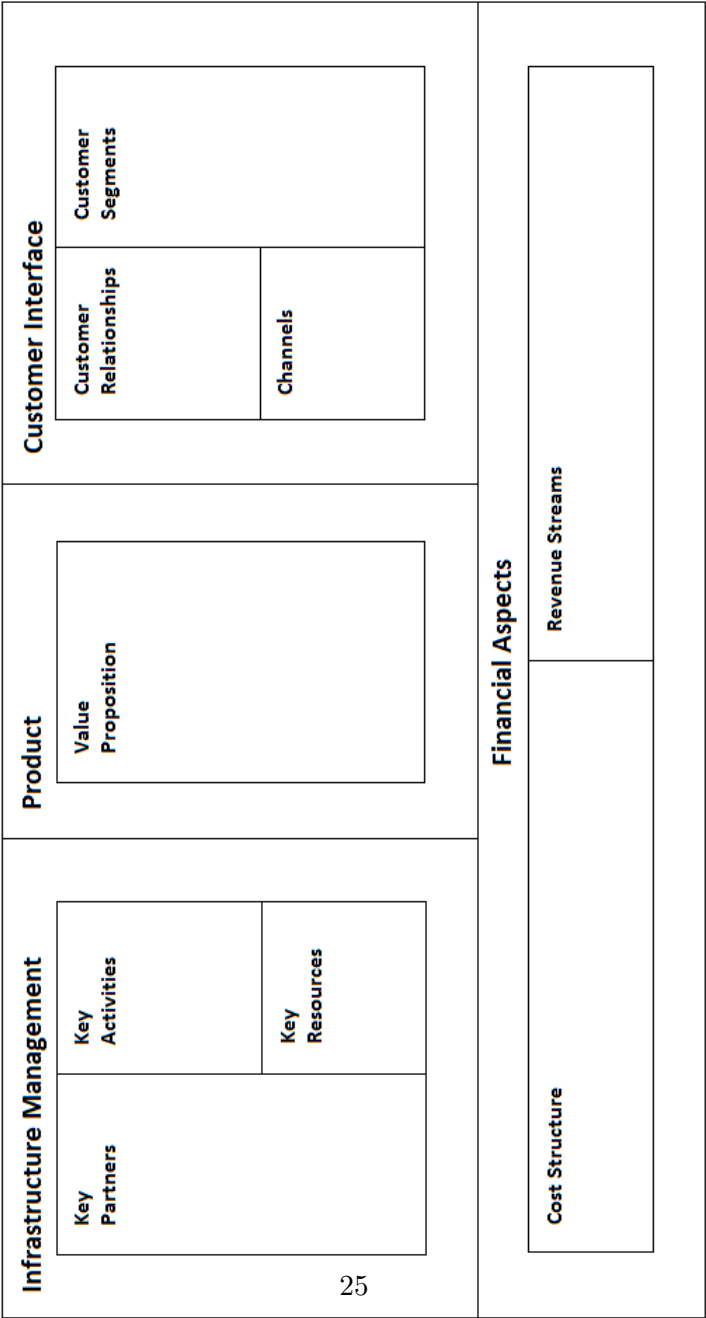 Infrastructure Management
Key
Partners
Key
Activities
Key
Resources
Product
Value
Proposition
Customer Interface
Customer
Relationships
Channels
Customer
Segments
Financial Aspects
Cost Structure
Revenue Streams
25